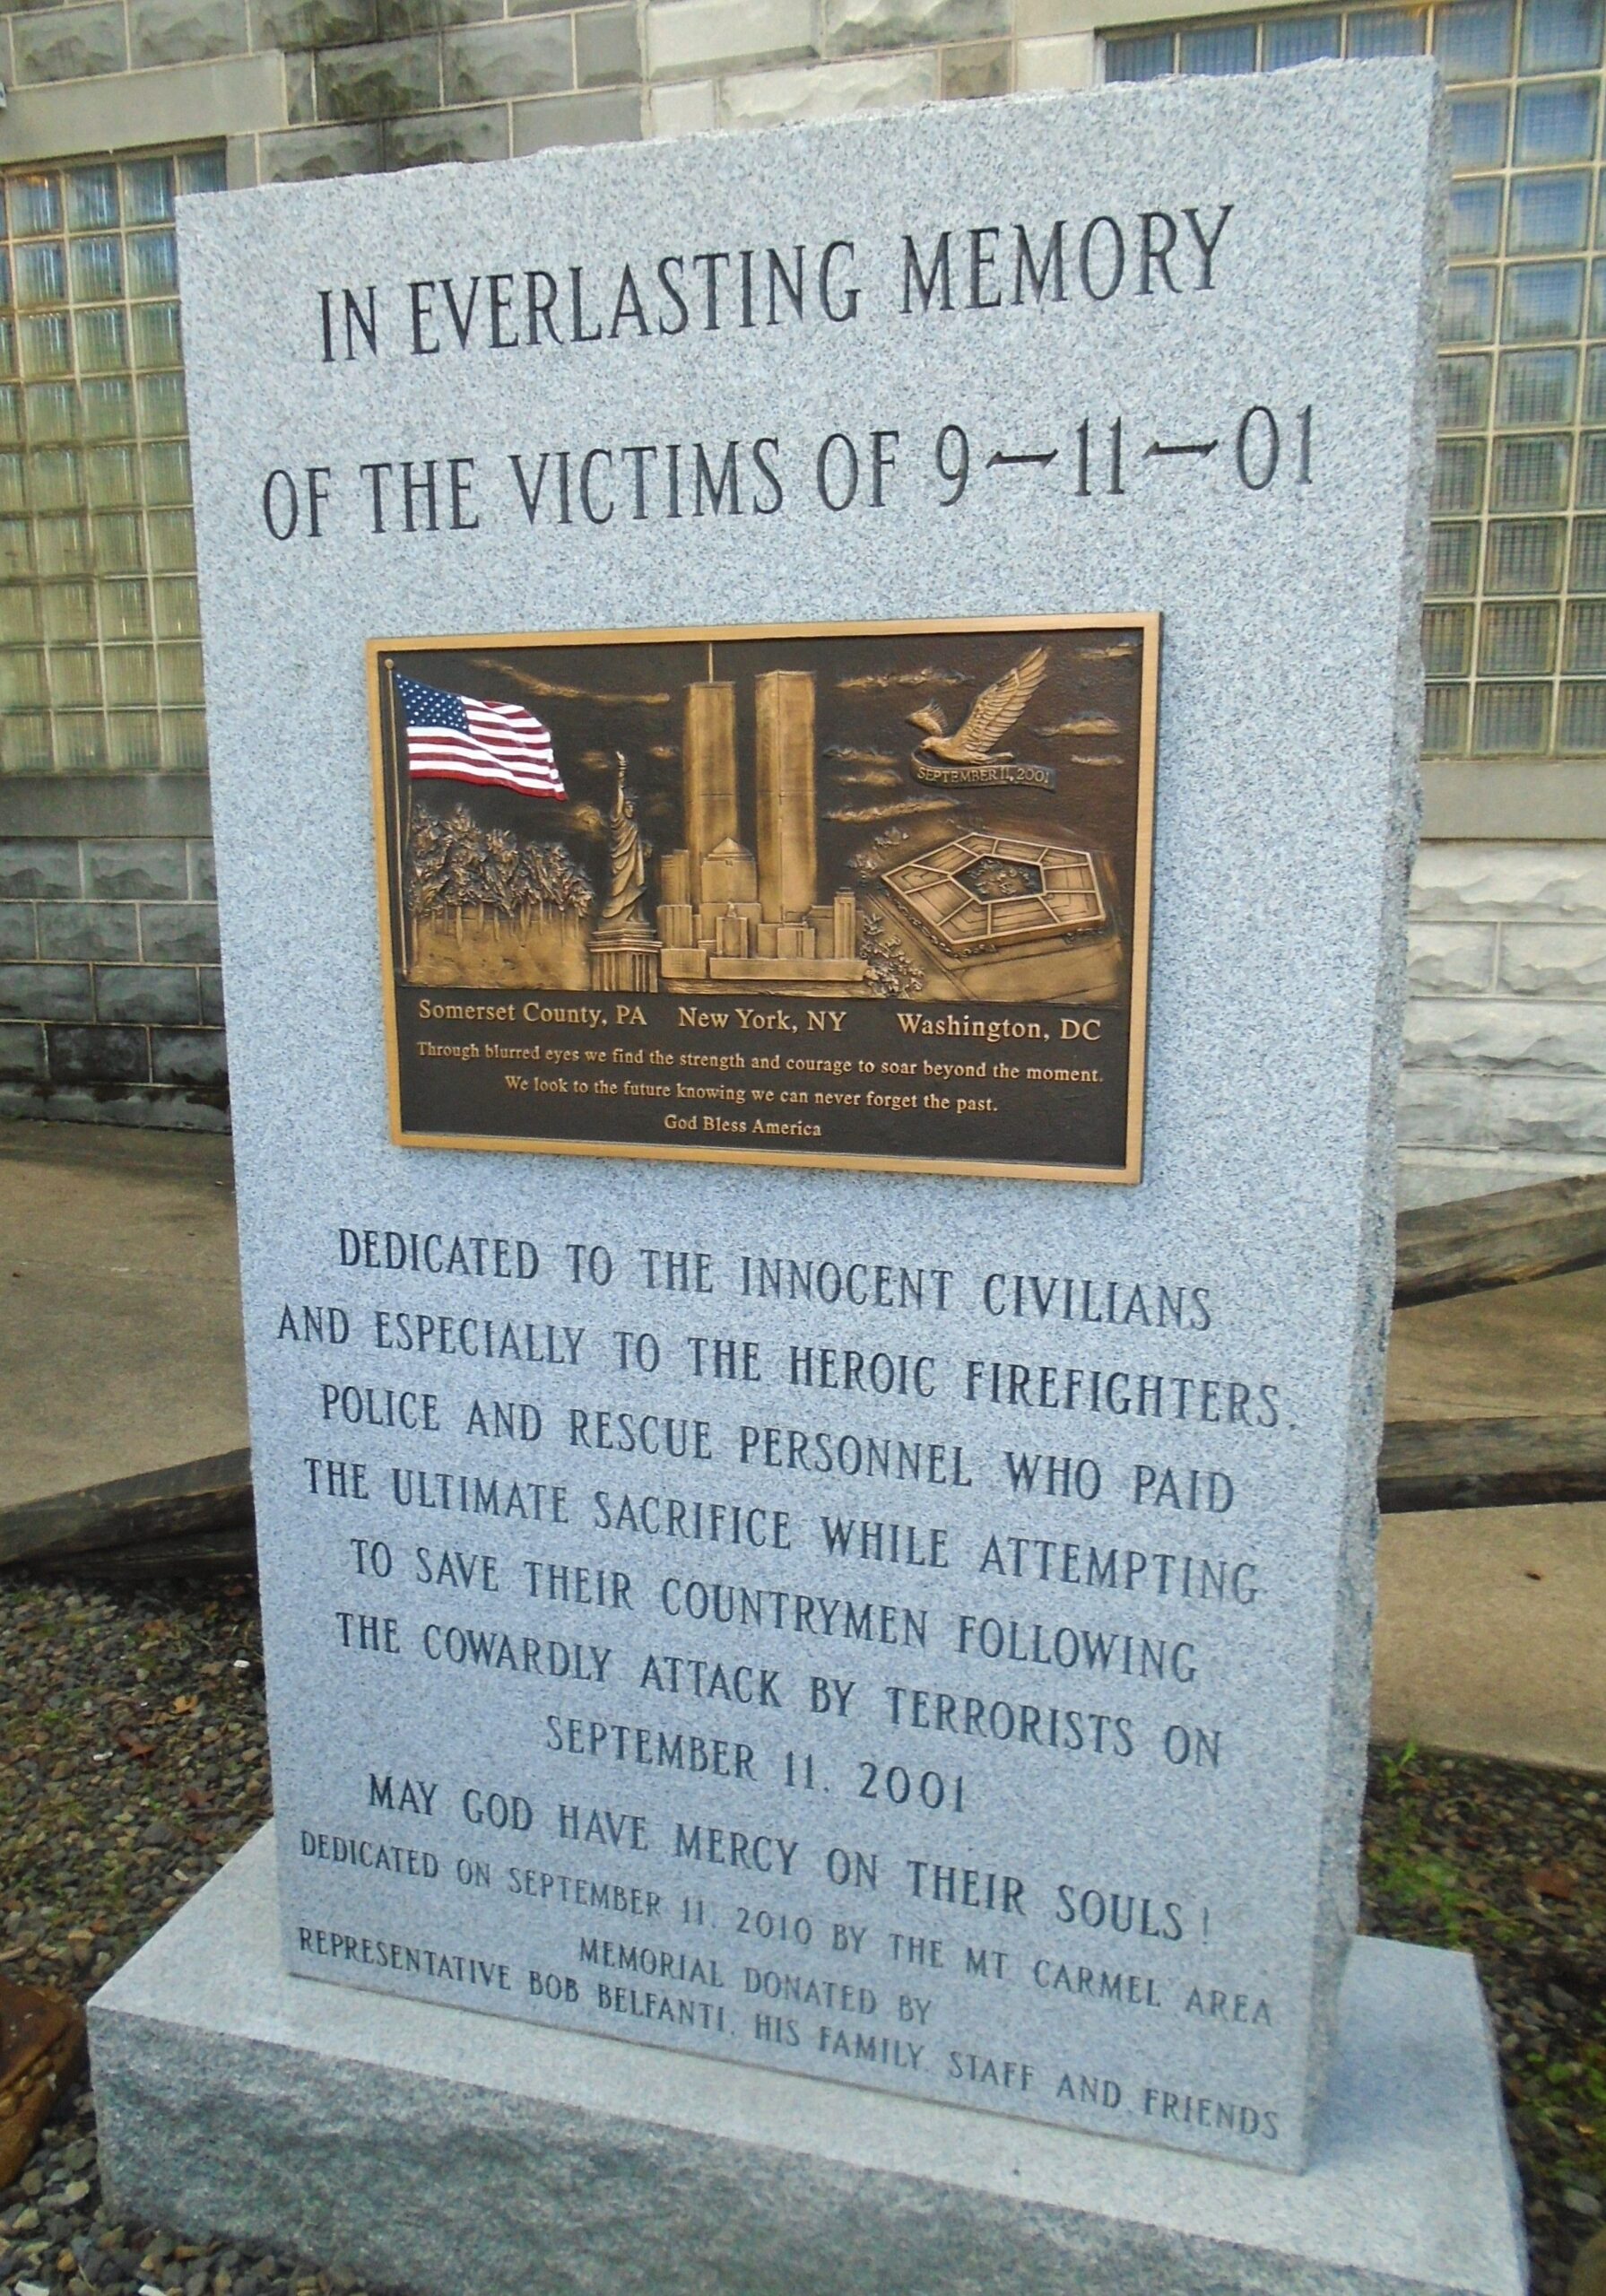 IN EVERLASTING MEMORY
OF THE VICTIMS OF 9-11-01
SEPTEMBER 11, 2001
Somerset County, PA New York, NY Washington, DC
Through blurred eyes we find the strength and courage to soar beyond the moment.
We look to the future knowing we can never forget the past.
God Bless America
DEDICATED TO THE INNOCENT CIVILIANS
AND ESPECIALLY TO THE HEROIC FIREFIGHTERS,
POLICE AND RESCUE PERSONNEL WHO PAID
THE ULTIMATE SACRIFICE WHILE ATTEMPTING
TO SAVE THEIR COUNTRYMEN FOLLOWING
THE COWARDLY ATTACK BY TERRORISTS ON
SEPTEMBER 11, 2001
MAY GOD HAVE MERCY ON THEIR SOULS!
DEDICATED ON SEPTEMBER 11, 2010 BY THE MT. CARMEL AREA
MEMORIAL DONATED BY
REPRESENTATIVE BOB BELFANTI, HIS FAMILY, STAFF AND FRIENDS